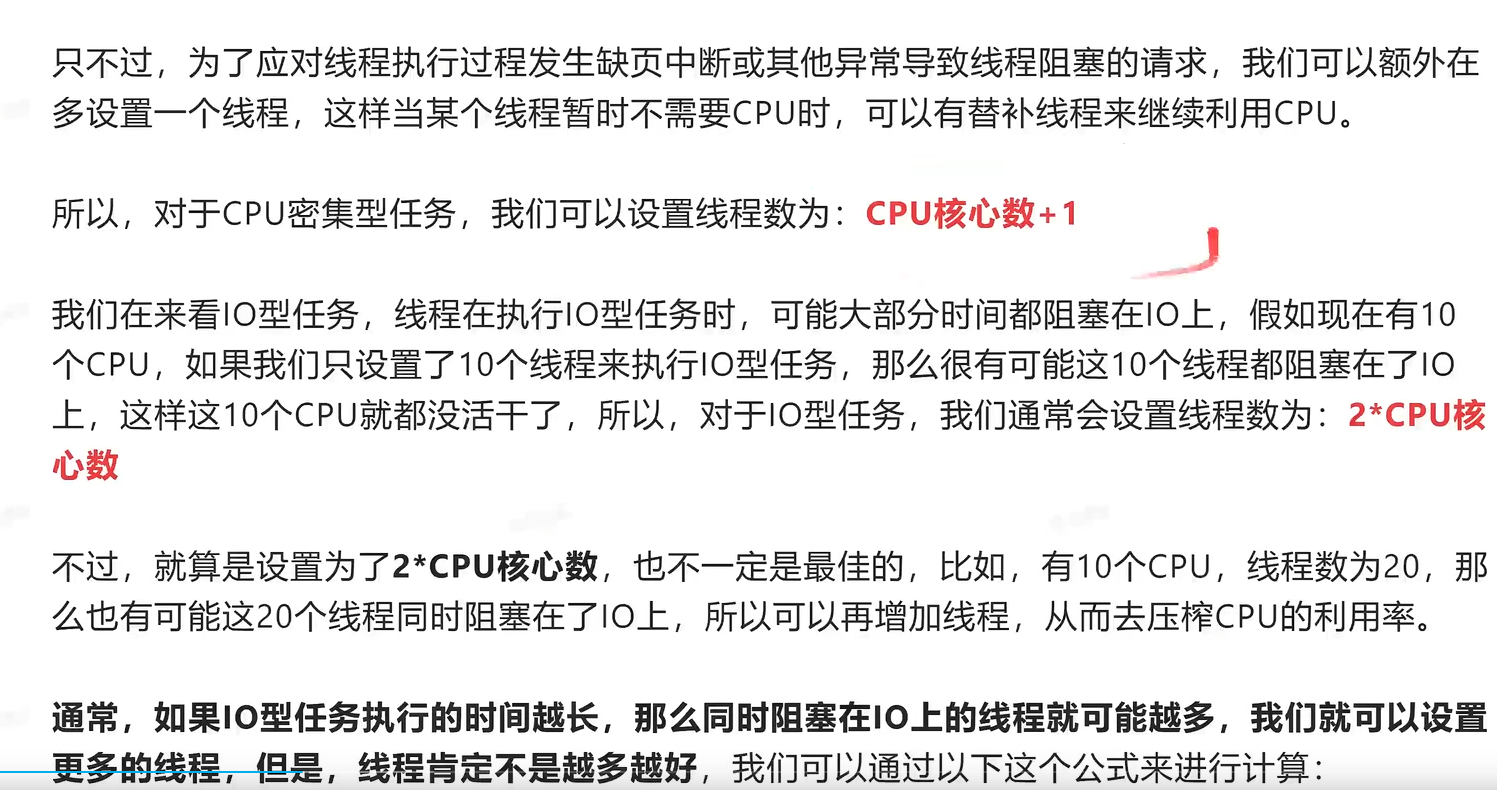 只不过，为了应对线程执行过程发生缺页中断或其他异常导致线程阻塞的请求，我们可以额外在
多设置一个线程，这样当某个线程暂时不需要CPU时，可以有替补线程来继续利用CPU。
所以，对于CPU密集型任务，我们可以设置线程数为：CPU核心数+1
我们在来看IO型任务，线程在执行IO型任务时，可能大部分时间都阻塞在IO上，假如现在有10
个CPU，如果我们只设置了10个线程来执行IO型任务，那么很有可能这10个线程都阻塞在了IO
上，这样这10个CPU就都没活干了，所以，对于IO型任务，我们通常会设置线程数为：2*CPU核
心数
不过，就算是设置为了2*CPU核心数，也不一定是最佳的，比如，有10个CPU，线程数为20，那
么也有可能这20个线程同时阻塞在了IO上，所以可以再增加线程，从而去压榨CPU的利用率。
通常，如果IO型任务执行的时间越长，那么同时阻塞在IO上的线程就可能越多，我们就可以设置
更多的线程，但是，线程肯定不是越多越好，我们可以通过以下这个公式来进行计算：